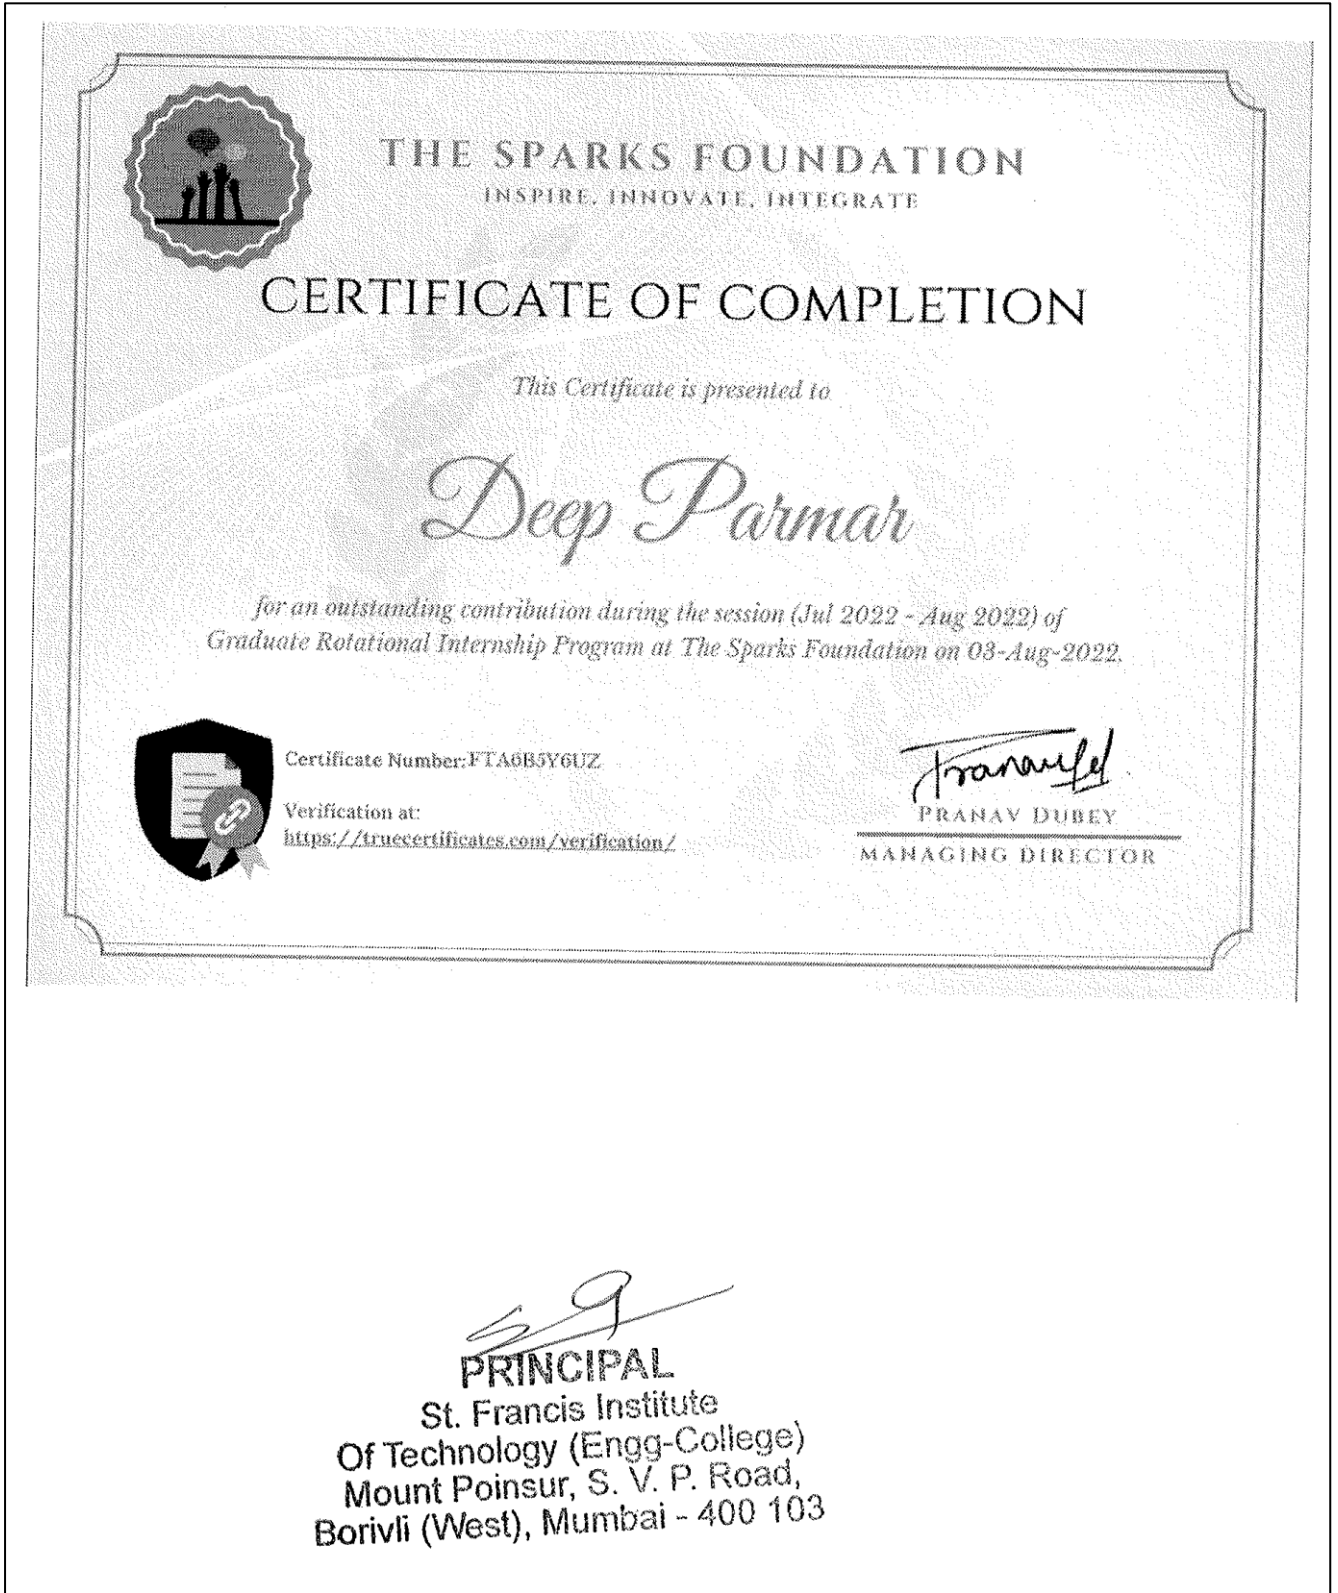 THE SPARKS FOUNDATION
INSPIRE, INNOVATE, INTEGRATE
CERTIFICATE OF COMPLETION
This Certificate is presented to
Deep Parmar
for an outstanding contribution during the session (Jul 2022 - Aug 2022) of
Graduate Rotational Internship Program at The Sparks Foundation on 03-Aug-2022.
Certificate Number:FTA6B5Y6UZ
Verification at:
https://truecertificates.com/verification/
PRANAV DUBEY
MANAGING DIRECTOR
PRINCIPAL
St. Francis Institute
Of Technology (Engg-College)
Mount Poinsur, S. V. P. Road,
Borivli (West), Mumbai - 400 103